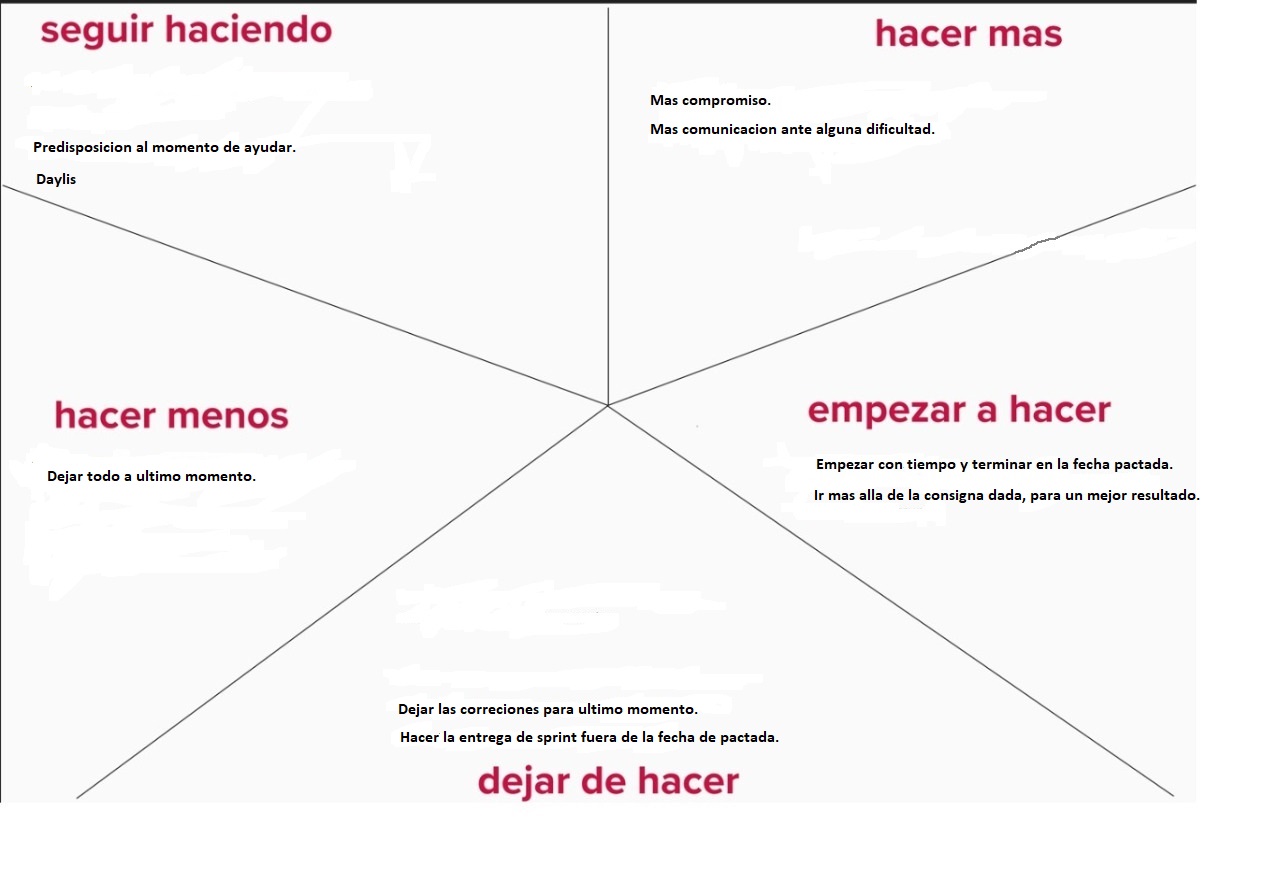 seguir haciendo
Predisposicion al momento de ayudar.
Daylis
hacer mas
Mas compromiso.
Mas comunicacion ante alguna dificultad.
hacer menos
Dejar todo a ultimo momento.
empezar a hacer
Empezar con tiempo y terminar en la fecha pactada.
Ir mas alla de la consigna dada, para un mejor resultado.
Dejar las correciones para ultimo momento.
Hacer la entrega de sprint fuera de la fecha de pactada.
dejar de hacer